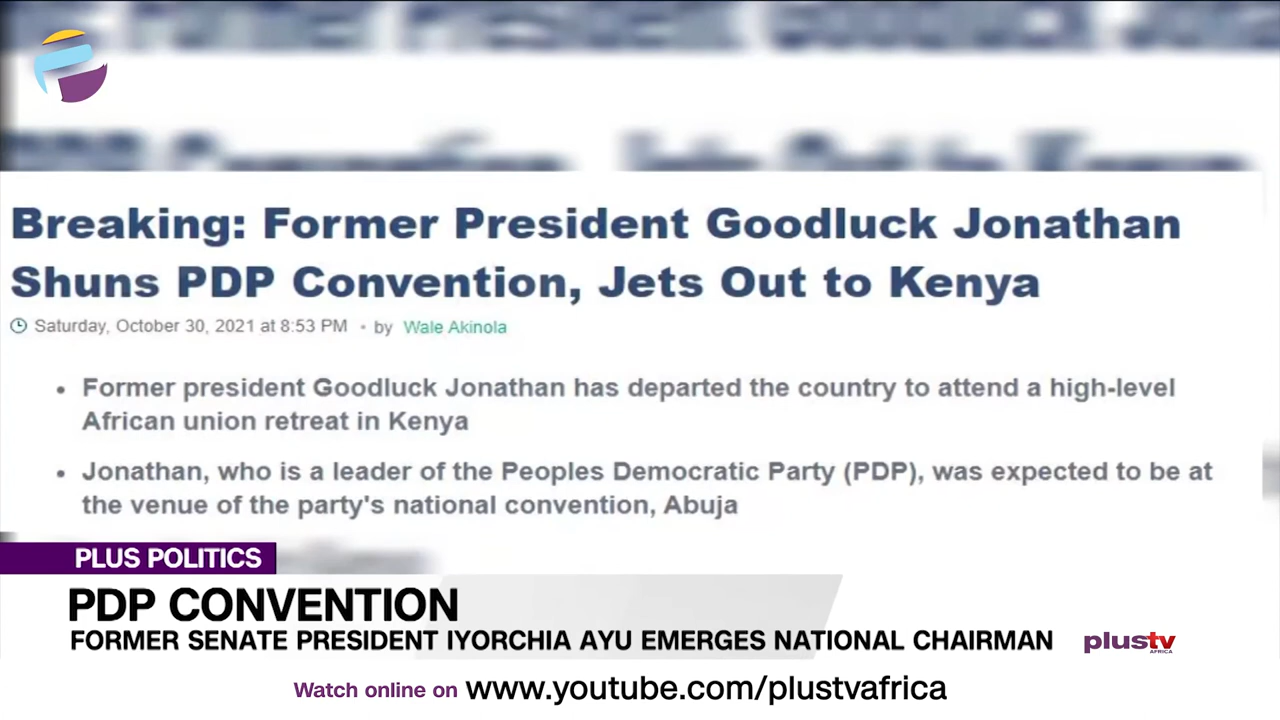 Breaking: Former President Goodluck Jonathan
Shuns PDP Convention, Jets Out to Kenya
Saturday, October 30, 2021 at 8:53 PM • by Wale Akinola
• Former president Goodluck Jonathan has departed the country to attend a high-level
African union retreat in Kenya
• Jonathan, who is a leader of the Peoples Democratic Party (PDP), was expected to be at
the venue of the party's national convention, Abuja
PLUS POLITICS
PDP CONVENTION
FORMER SENATE PRESIDENT IYORCHIA AYU EMERGES NATIONAL CHAIRMAN
plustv
AFRICA
Watch online on www.youtube.com/plustvafrica